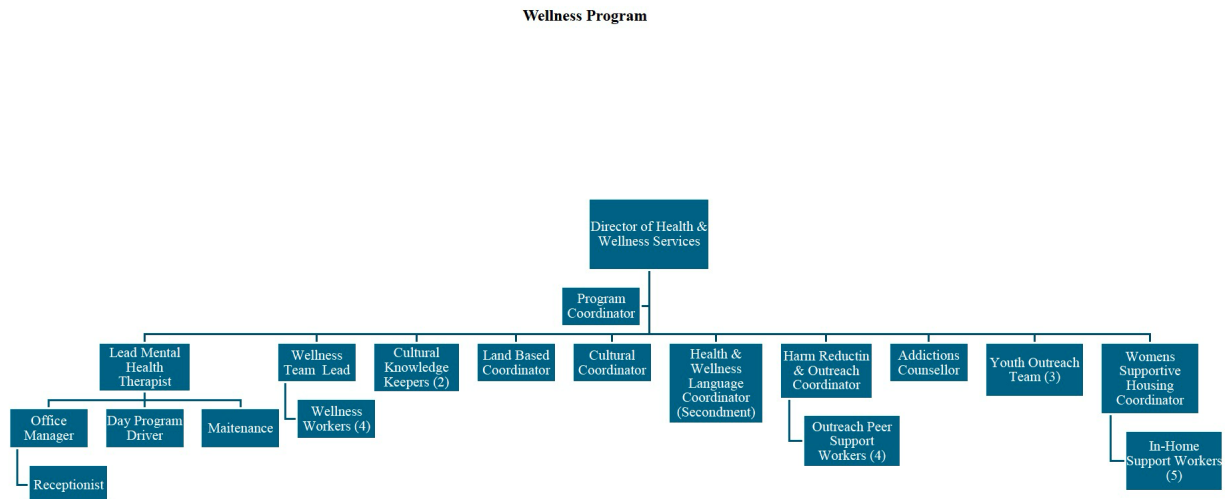 Wellness Program
Director of Health &
Wellness Services
Program
Coordinator
Lead Mental
Health
Therapist
Wellness
Team Lead
Cultural
Knowledge
Keepers (2)
Land Based
Coordinator
Cultural
Coordinator
Health &
Wellness
Language
Coordinator
(Secondment)
Harm Reductin
& Outreach
Coordinator
Addictions
Counsellor
Youth Outreach
Team (3)
Womens
Supportive
Housing
Coordinator
Office
Manager
Day Program
Driver
Maitenance
Wellness
Workers (4)
Outreach Peer
Support
Workers (4)
In-Home
Support Workers
(5)
Receptionist